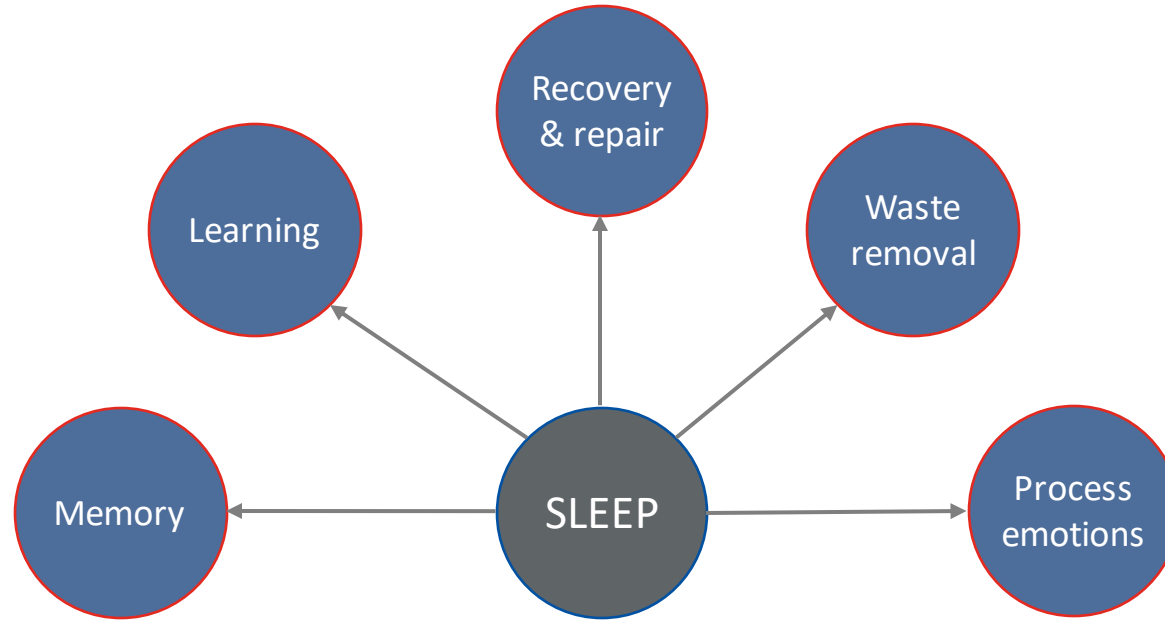 Recovery
& repair
Learning
Waste
removal
Memory
SLEEP
Process
emotions